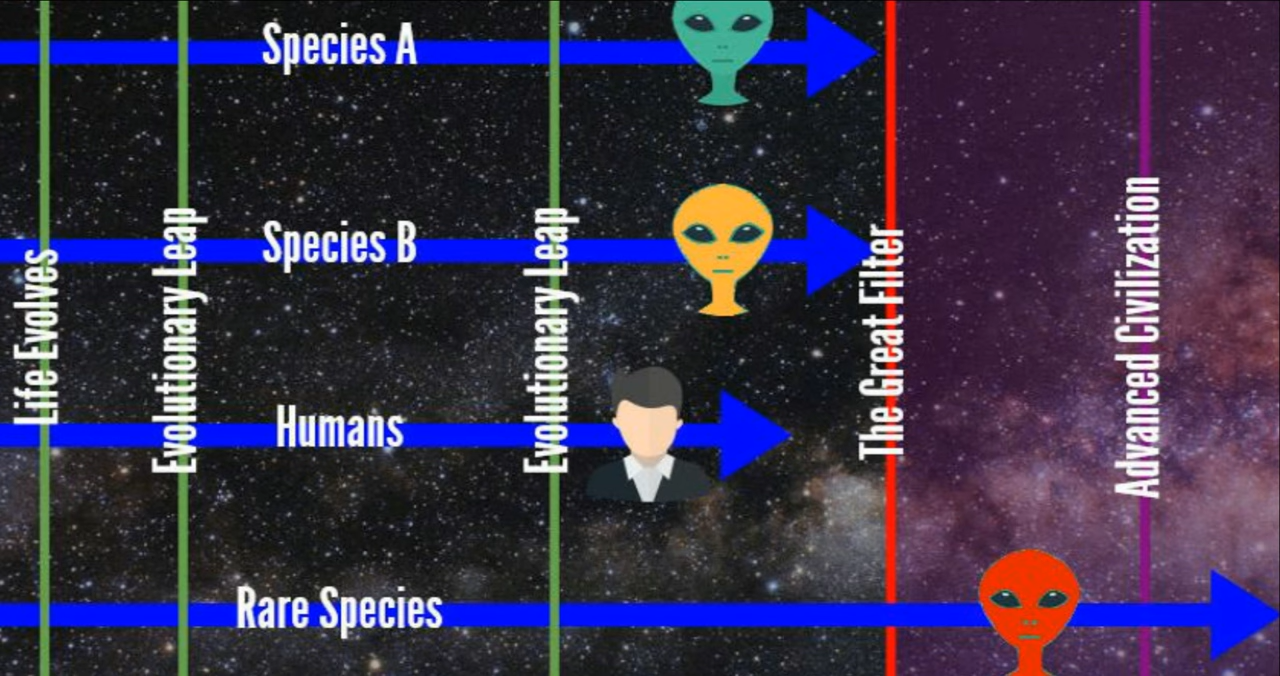 Species A
Species B
Life Evolves
Evolutionary Leap
Evolutionary Leap
The Great Filter
Advanced Civilization
Humans
Rare Species